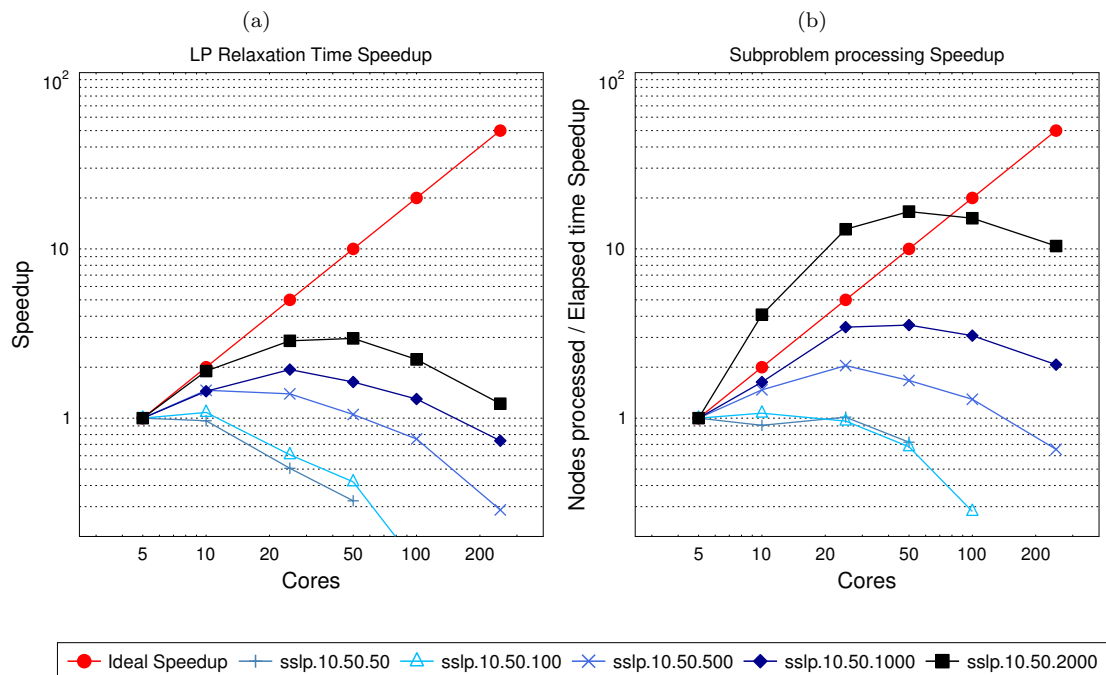 (a)
LP Relaxation Time Speedup
10²
10
1
Speedup
5 10 20 50 100 200
Cores
(b)
Subproblem processing Speedup
10²
10
1
Nodes processed / Elapsed time Speedup
5 10 20 50 100 200
Cores
Ideal Speedup sslp.10.50.50 sslp.10.50.100 sslp.10.50.500 sslp.10.50.1000 sslp.10.50.2000